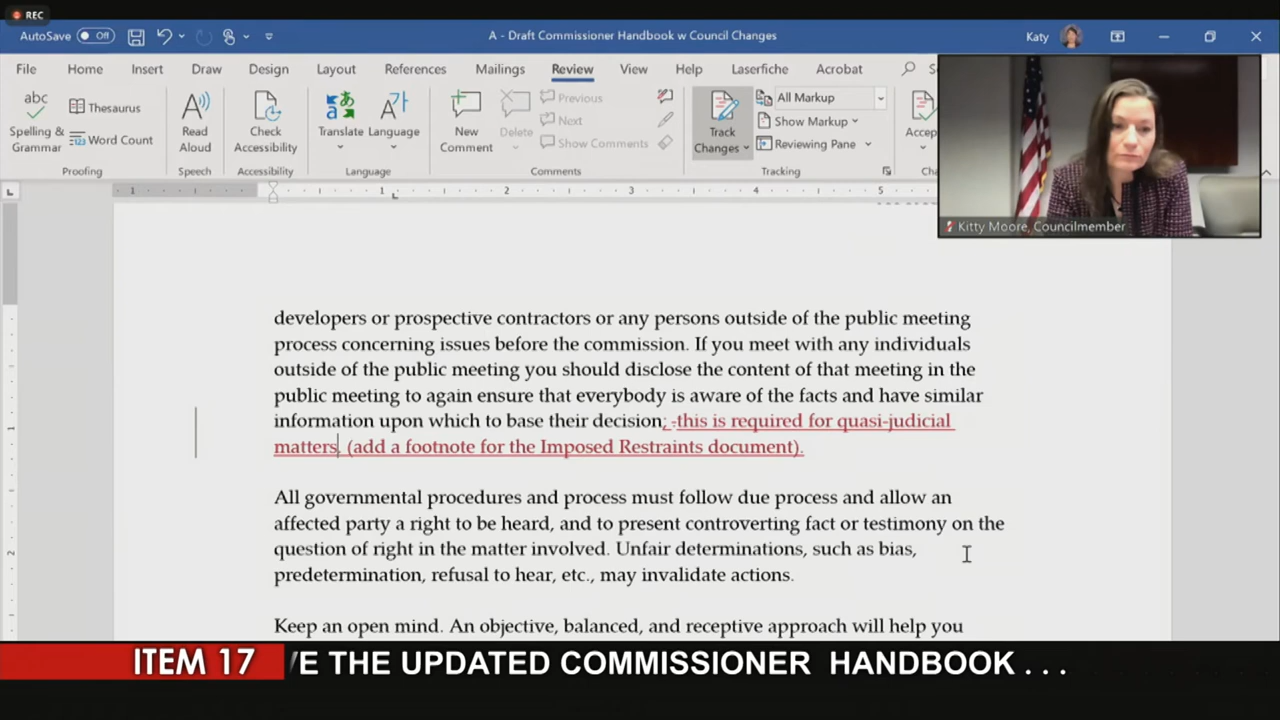 REC
AutoSave Off
A - Draft Commissioner Handbook w Council Changes
Katy
File Home Insert Draw Design Layout References Mailings Review View Help Laserfiche Acrobat
abc
Spelling & Grammar
Thesaurus
123 Word Count
Proofing
Read Aloud
Speech
Check Accessibility
Accessibility
Translate
Language
Language
New Comment
Delete
Previous
Next
Show Comments
Comments
Track Changes
All Markup
Show Markup
Reviewing Pane
Tracking
Accep
Kitty Moore, Councilmember
1 1 2 3 4 5
developers or prospective contractors or any persons outside of the public meeting
process concerning issues before the commission. If you meet with any individuals
outside of the public meeting you should disclose the content of that meeting in the
public meeting to again ensure that everybody is aware of the facts and have similar
information upon which to base their decision; -this is required for quasi-judicial
matters. (add a footnote for the Imposed Restraints document).
All governmental procedures and process must follow due process and allow an
affected party a right to be heard, and to present controverting fact or testimony on the
question of right in the matter involved. Unfair determinations, such as bias,
predetermination, refusal to hear, etc., may invalidate actions.
Keep an open mind. An objective, balanced, and receptive approach will help you
ITEM 17
VE THE UPDATED COMMISSIONER HANDBOOK . . .